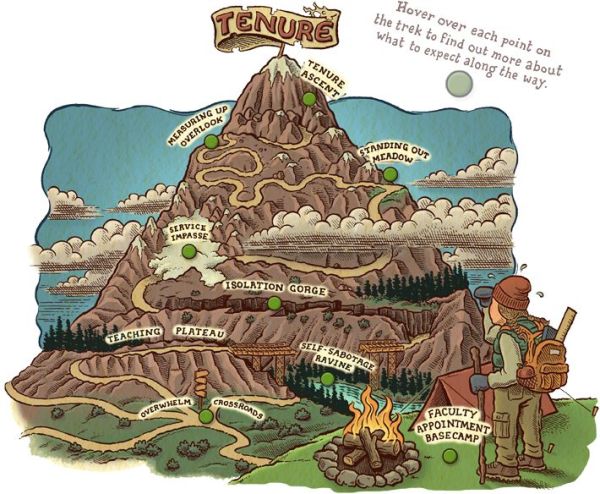 TENURE
Hover over each point on
the trek to find out more about
what to expect along the way.
TENURE
ASCENT
MEASURING UP
OVERLOOK
STANDING OUT
MEADOW
SERVICE
IMPASSE
ISOLATION GORGE
TEACHING PLATEAU
SELF-SABOTAGE
RAVINE
OVERWHELM CROSSROADS
FACULTY
APPOINTMENT
BASECAMP